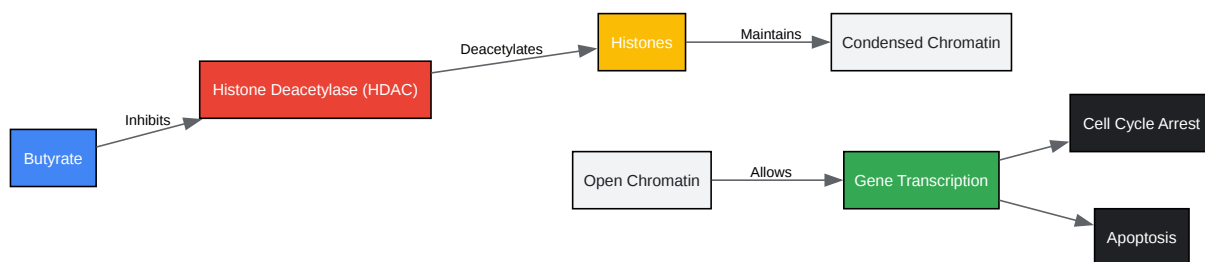 Butyrate
Inhibits
Histone Deacetylase (HDAC)
Deacetylates
Histones
Maintains
Condensed Chromatin
Open Chromatin
Allows
Gene Transcription
Cell Cycle Arrest
Apoptosis